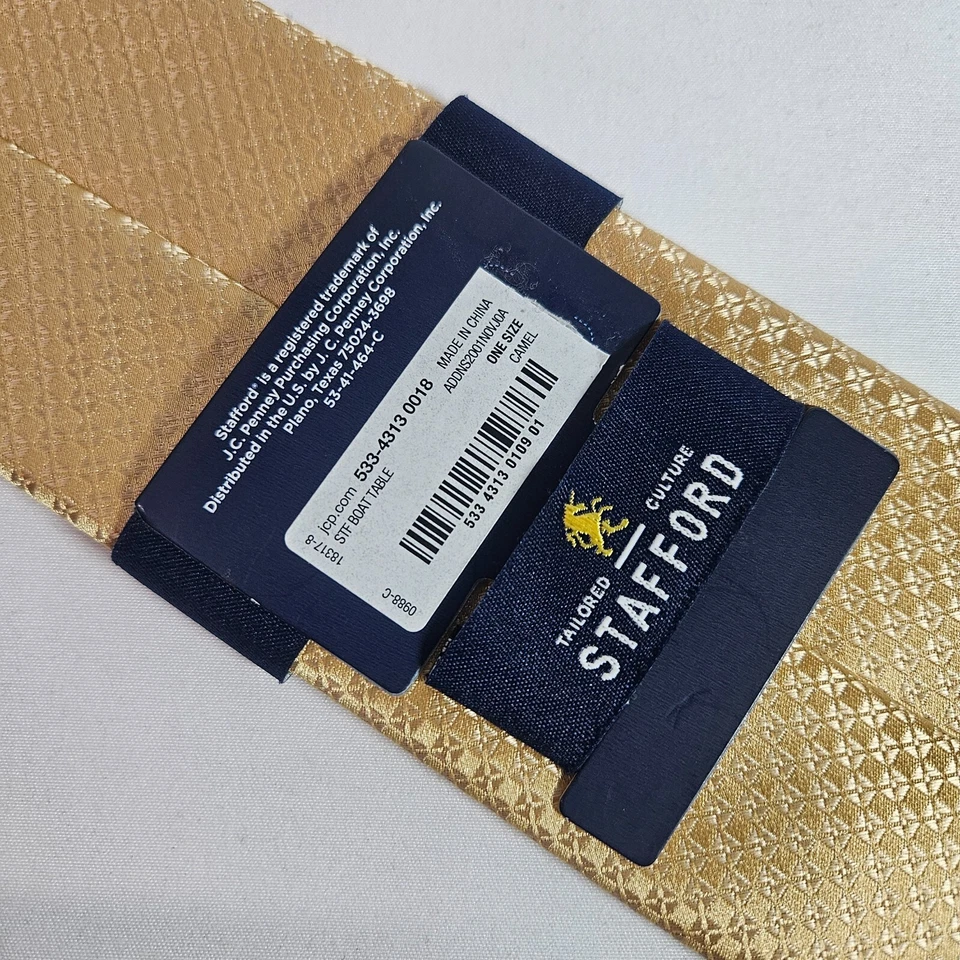 Stafford® is a registered trademark of
J.C. Penney Purchasing Corporation, Inc.
Distributed in the U.S. by J. C. Penney Corporation, Inc.
Plano, Texas 75024-3698
53-41-464-C
18317-8
jcp.com 533-4313 0018
STF BOAT TABLE
MADE IN CHINA
ADDNS2001NOVJOA
ONE SIZE
CAMEL
533 4313 0109 01
0988-C
TAILORED CULTURE
STAFFORD